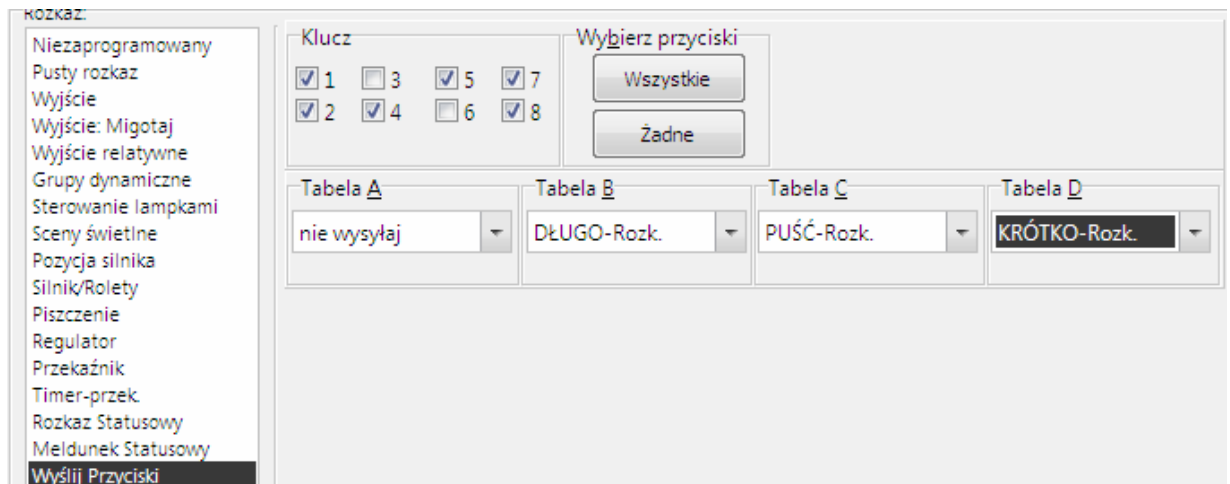 Rozkaz:
Niezaprogramowany
Pusty rozkaz
Wyjście
Wyjście: Migotaj
Wyjście relatywne
Grupy dynamiczne
Sterowanie lampkami
Sceny świetlne
Pozycja silnika
Silnik/Rolety
Piszczenie
Regulator
Przekaźnik
Timer-przek.
Rozkaz Statusowy
Meldunek Statusowy
Wyślij Przyciski
Klucz
1 3 5 7
2 4 6 8
Wybierz przyciski
Wszystkie
Żadne
Tabela A Tabela B Tabela C Tabela D
nie wysyłaj DŁUGO-Rozk. PUŚĆ-Rozk. KRÓTKO-Rozk.